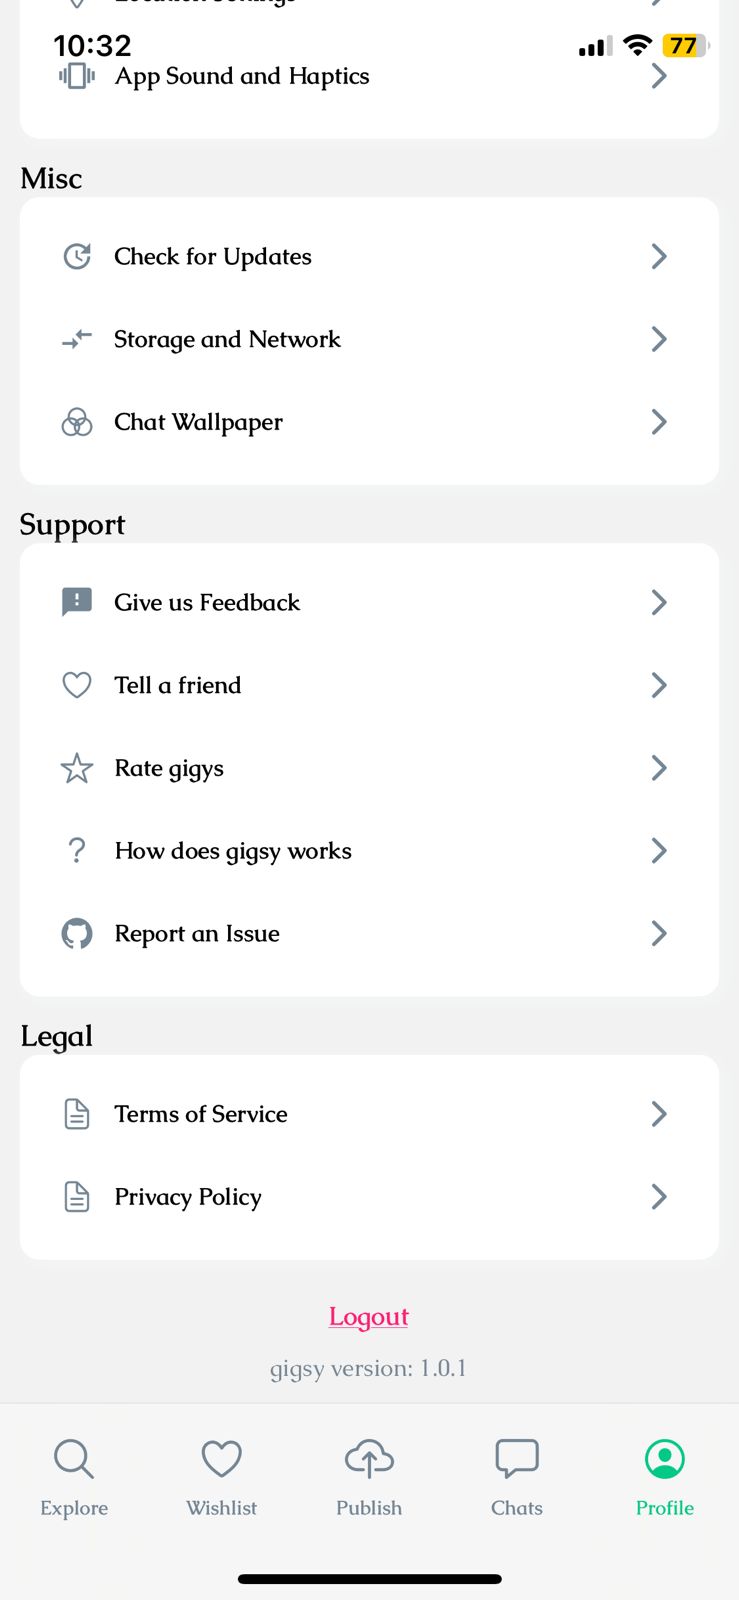 Location Settings
10:32
77
App Sound and Haptics
Misc
Check for Updates
Storage and Network
Chat Wallpaper
Support
Give us Feedback
Tell a friend
Rate gigys
How does gigsy works
Report an Issue
Legal
Terms of Service
Privacy Policy
Logout
gigsy version: 1.0.1
Explore
Wishlist
Publish
Chats
Profile